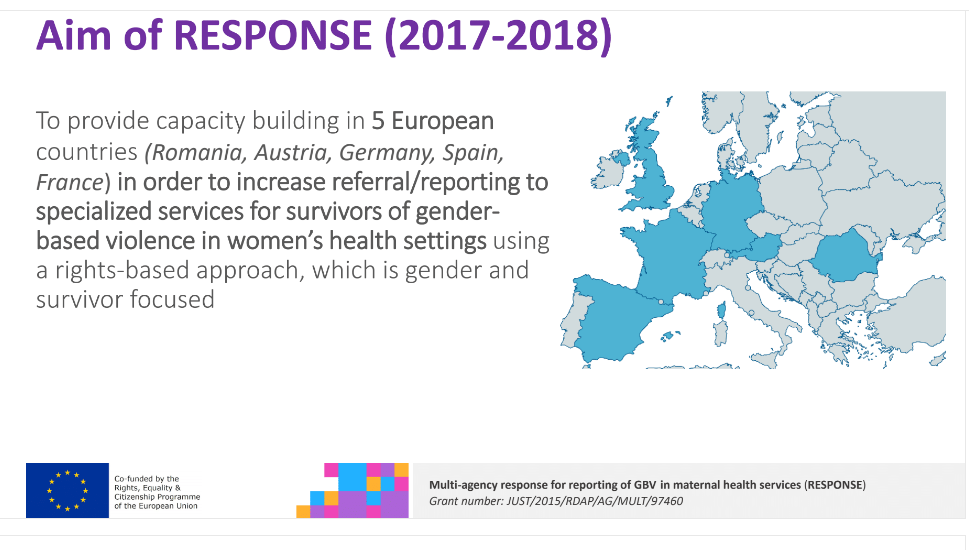 Aim of RESPONSE (2017-2018)
To provide capacity building in 5 European
countries (Romania, Austria, Germany, Spain,
France) in order to increase referral/reporting to
specialized services for survivors of gender-
based violence in women’s health settings using
a rights-based approach, which is gender and
survivor focused
Co-funded by the
Rights, Equality &
Citizenship Programme
of the European Union
Multi-agency response for reporting of GBV in maternal health services (RESPONSE)
Grant number: JUST/2015/RDAP/AG/MULT/97460